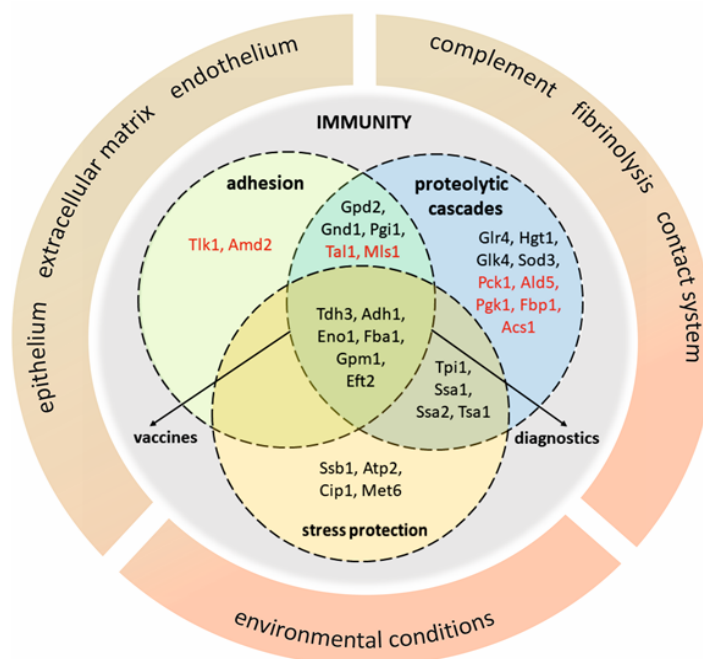 endothelium
extracellular matrix
epithelium
complement
fibrinolysis
contact system
environmental conditions
IMMUNITY
adhesion
Tlk1, Amd2
Gpd2,
Gnd1, Pgi1,
Tal1, Mls1
proteolytic
cascades
Glr4, Hgt1,
Glk4, Sod3,
Pck1, Ald5,
Pgk1, Fbp1,
Acs1
Tdh3, Adh1,
Eno1, Fba1,
Gpm1,
Eft2
Tpi1,
Ssa1,
Ssa2, Tsa1
vaccines
diagnostics
Ssb1, Atp2,
Cip1, Met6
stress protection